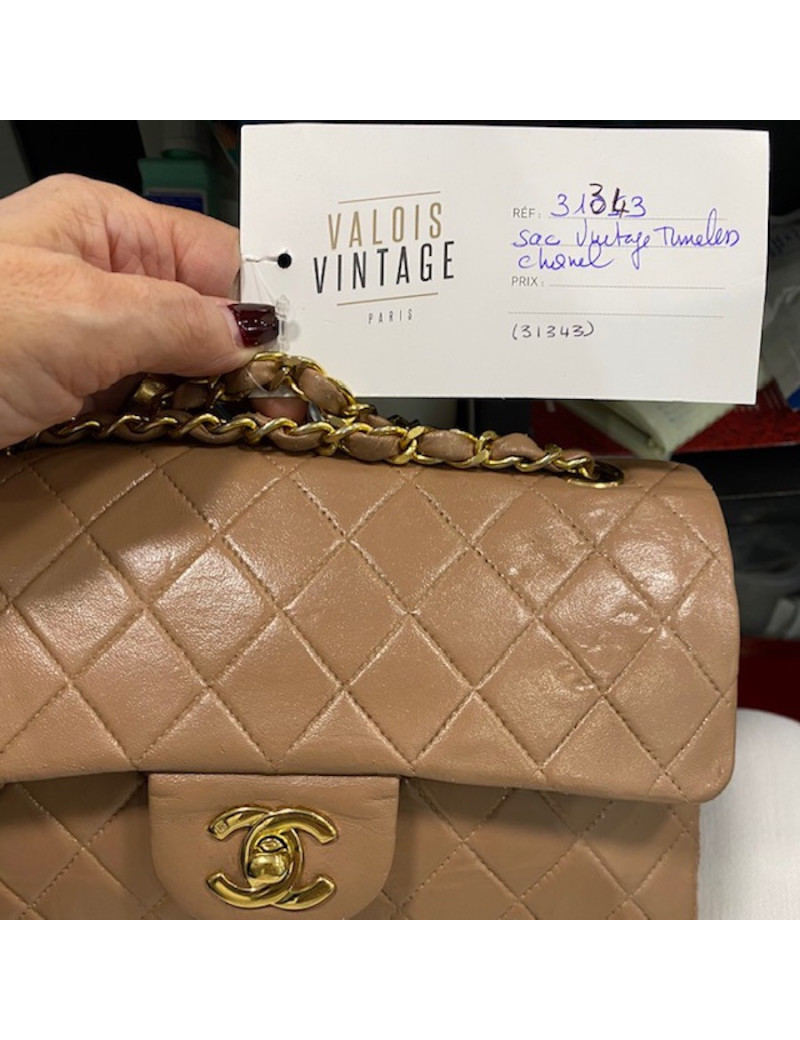 VALOIS
VINTAGE
PARIS
RÉF : 31343
sac Vintage Timeless
chanel
PRIX :
(31343)